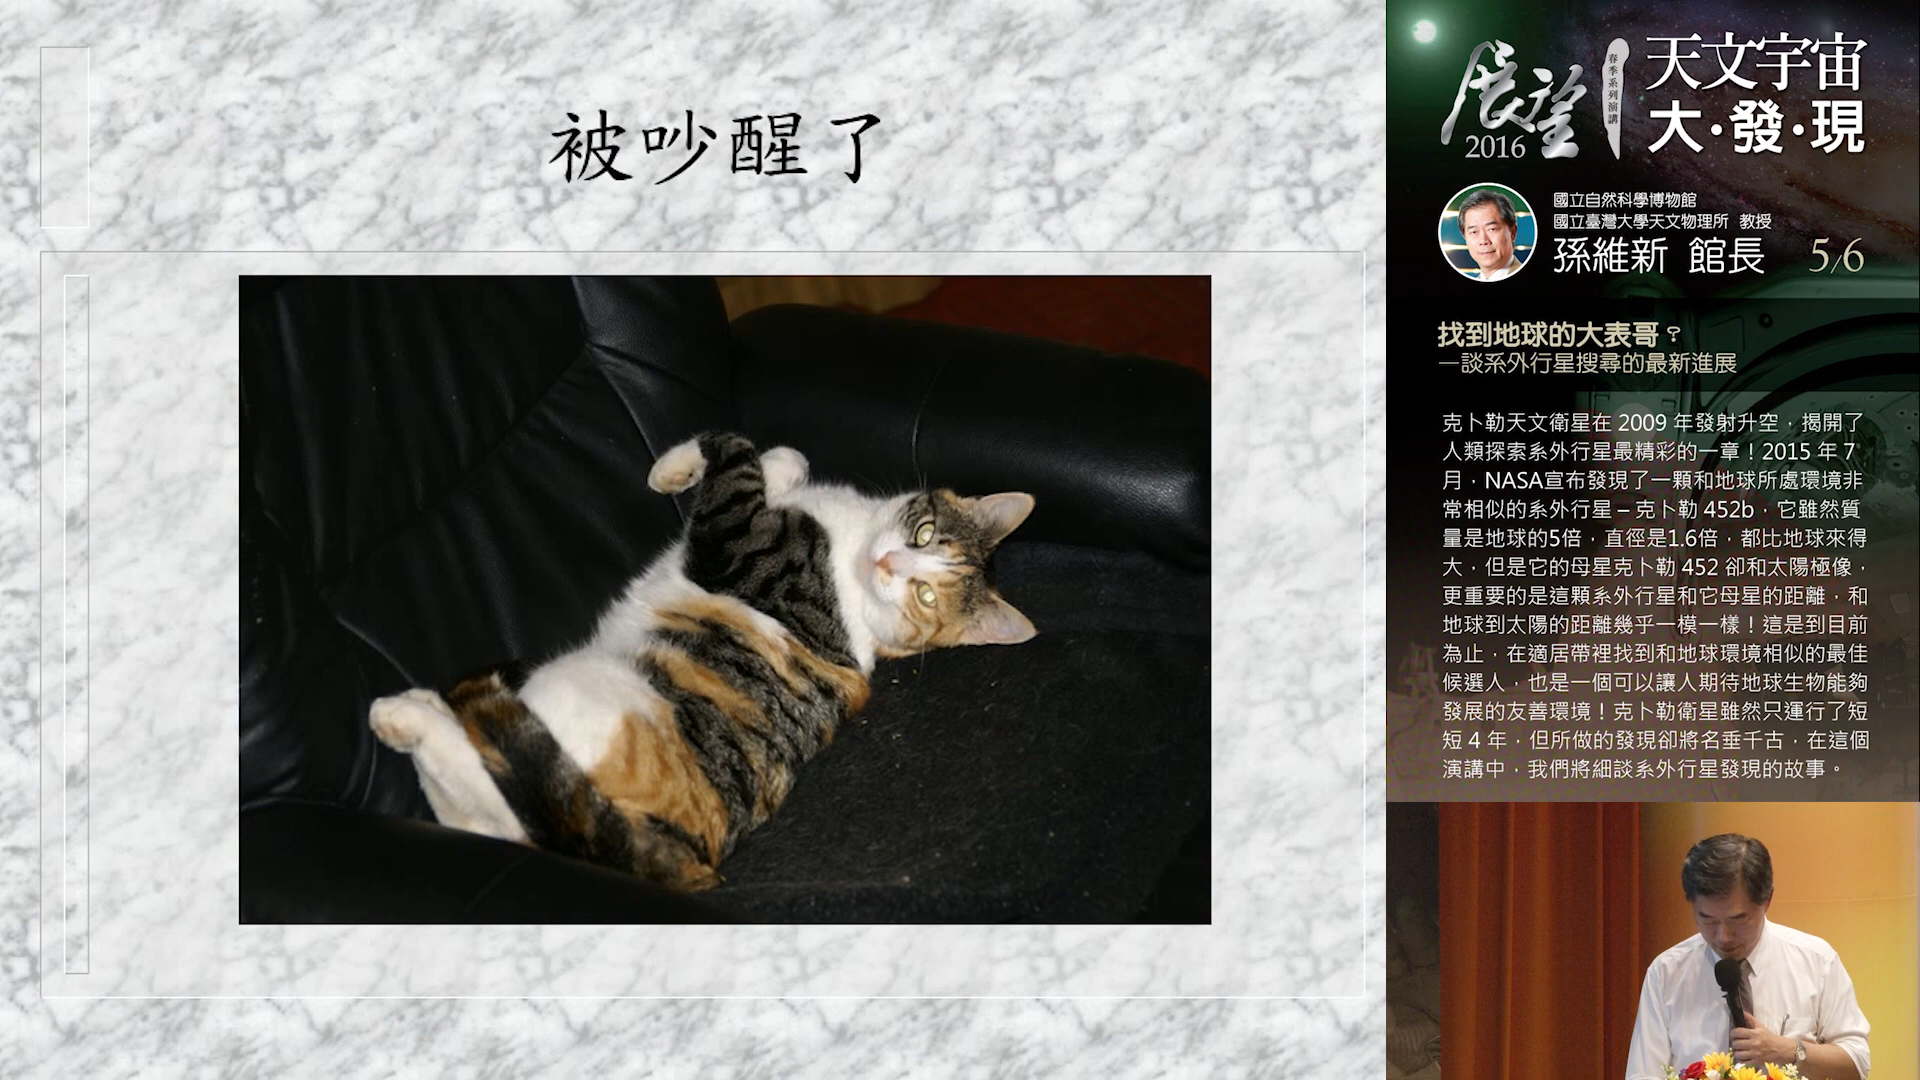 被吵醒了
展望
2016
春季系列演講
天文宇宙
大·發·現
國立自然科學博物館
國立臺灣大學天文物理所 教授
孫維新 館長 5/6
找到地球的大表哥？
—談系外行星搜尋的最新進展
克卜勒天文衛星在 2009 年發射升空，揭開了
人類探索系外行星最精彩的一章！2015 年 7
月，NASA宣布發現了一顆和地球所處環境非
常相似的系外行星 – 克卜勒 452b，它雖然質
量是地球的5倍，直徑是1.6倍，都比地球來得
大，但是它的母星克卜勒 452 卻和太陽極像，
更重要的是這顆系外行星和它母星的距離，和
地球到太陽的距離幾乎一模一樣！這是到目前
為止，在適居帶裡找到和地球環境相似的最佳
候選人，也是一個可以讓人期待地球生物能夠
發展的友善環境！克卜勒衛星雖然只運行了短
短 4 年，但所做的發現卻將名垂千古，在這個
演講中，我們將細談系外行星發現的故事。